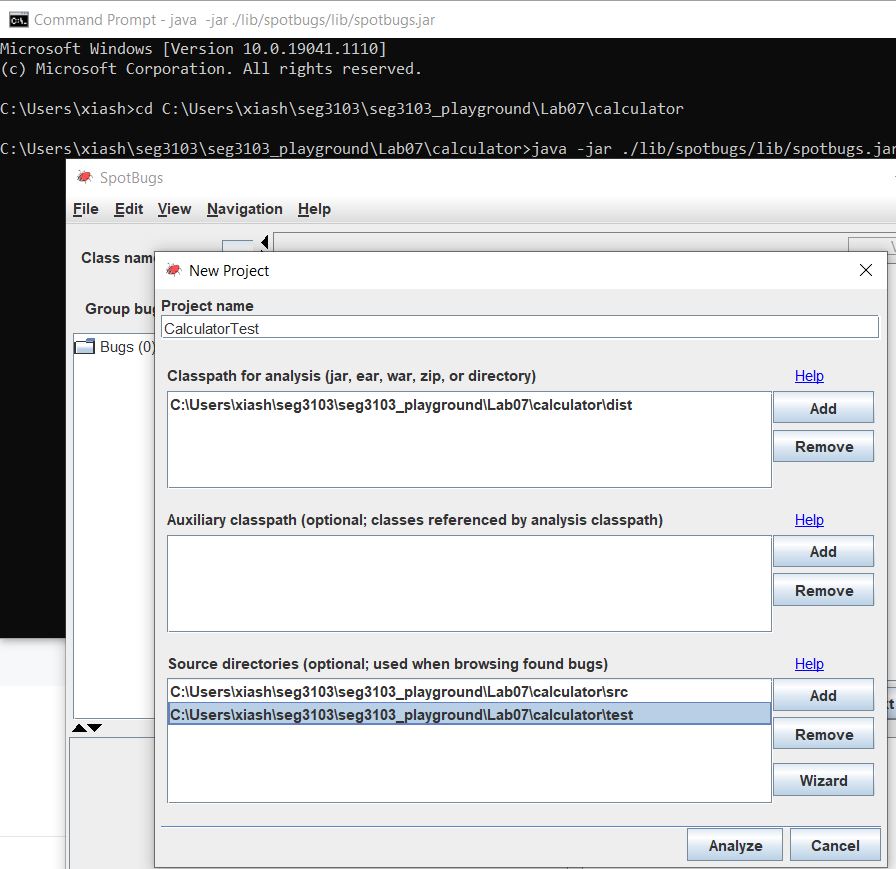 Command Prompt - java  -jar ./lib/spotbugs/lib/spotbugs.jar
Microsoft Windows [Version 10.0.19041.1110]
(c) Microsoft Corporation. All rights reserved.
C:\Users\xiash>cd C:\Users\xiash\seg3103\seg3103_playground\Lab07\calculator
C:\Users\xiash\seg3103\seg3103_playground\Lab07\calculator>java -jar ./lib/spotbugs/lib/spotbugs.jar
SpotBugs
File Edit View Navigation Help
Class name
Group bug
Bugs (0)
New Project
Project name
CalculatorTest
Classpath for analysis (jar, ear, war, zip, or directory) Help
C:\Users\xiash\seg3103\seg3103_playground\Lab07\calculator\dist
Add
Remove
Auxiliary classpath (optional; classes referenced by analysis classpath) Help
Add
Remove
Source directories (optional; used when browsing found bugs) Help
C:\Users\xiash\seg3103\seg3103_playground\Lab07\calculator\src
C:\Users\xiash\seg3103\seg3103_playground\Lab07\calculator\test
Add
Remove
Wizard
Analyze Cancel